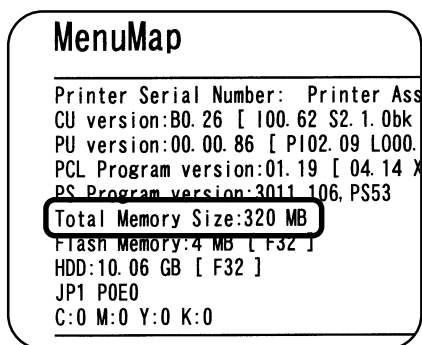 MenuMap
Printer Serial Number: Printer Ass
CU version:B0.26 [ I00.62 S2.1.0bk
PU version:00.00.86 [ PI02.09 L000.
PCL Program version:01.19 [ 04.14 X
PS Program version:3011.106,PS53
Total Memory Size:320 MB
Flash Memory:4 MB [ F32 ]
HDD:10.06 GB [ F32 ]
JP1 P0E0
C:0 M:0 Y:0 K:0